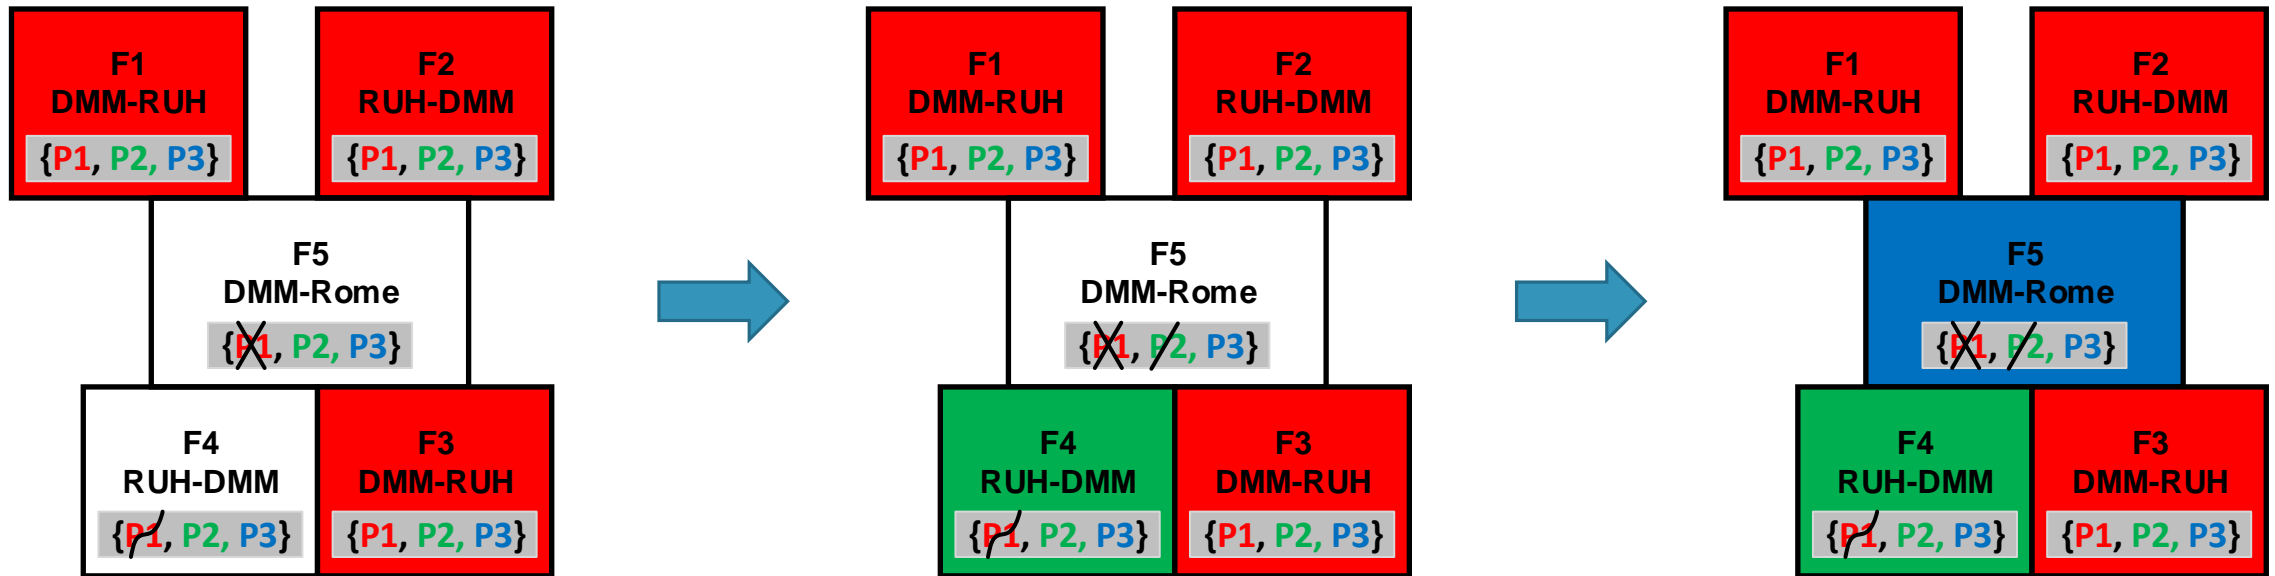 F1
DMM-RUH
{P1, P2, P3}
F2
RUH-DMM
{P1, P2, P3}
F5
DMM-Rome
{P1, P2, P3}
F4
RUH-DMM
{P1, P2, P3}
F3
DMM-RUH
{P1, P2, P3}
F1
DMM-RUH
{P1, P2, P3}
F2
RUH-DMM
{P1, P2, P3}
F5
DMM-Rome
{P1, P2, P3}
F4
RUH-DMM
{P1, P2, P3}
F3
DMM-RUH
{P1, P2, P3}
F1
DMM-RUH
{P1, P2, P3}
F2
RUH-DMM
{P1, P2, P3}
F5
DMM-Rome
{P1, P2, P3}
F4
RUH-DMM
{P1, P2, P3}
F3
DMM-RUH
{P1, P2, P3}